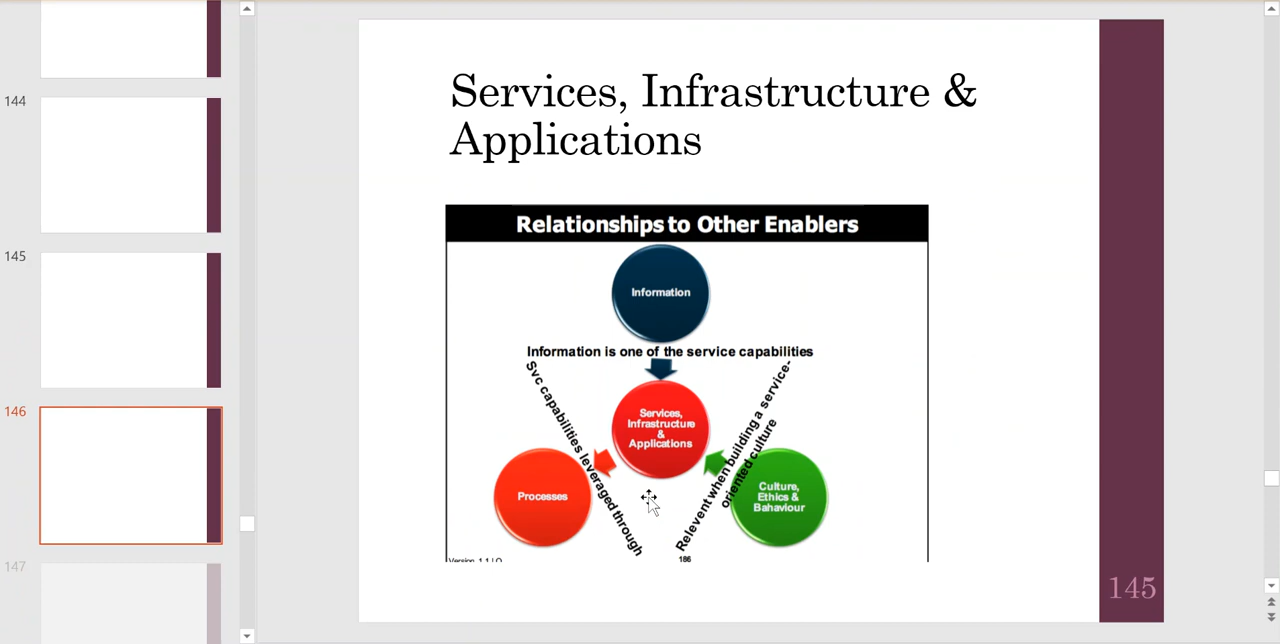 144
145
146
147
Services, Infrastructure &
Applications
Relationships to Other Enablers
Information
Information is one of the service capabilities
Svc capabilities leveraged through
Services,
Infrastructure
&
Applications
Relevent when building a service-
oriented culture
Processes
Culture,
Ethics &
Bahaviour
186
145